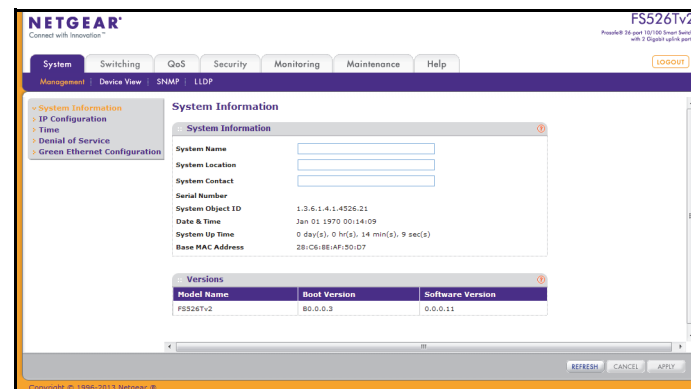 NETGEAR®
Connect with Innovation™
FS526Tv2
Prosafe® 26-port 10/100 Smart Switch
with 2 Gigabit uplink ports
System Switching QoS Security Monitoring Maintenance Help
LOGOUT
Management | Device View | SNMP | LLDP
System Information
IP Configuration
Time
Denial of Service
Green Ethernet Configuration
System Information
System Information
System Name
System Location
System Contact
Serial Number
System Object ID 1.3.6.1.4.1.4526.21
Date & Time Jan 01 1970 00:14:09
System Up Time 0 day(s), 0 hr(s), 14 min(s), 9 sec(s)
Base MAC Address 28:C6:8E:AF:50:D7
Versions
Model Name Boot Version Software Version
FS526Tv2 B0.0.0.3 0.0.0.11
REFRESH CANCEL APPLY
Copyright © 1996-2013 Netgear ®